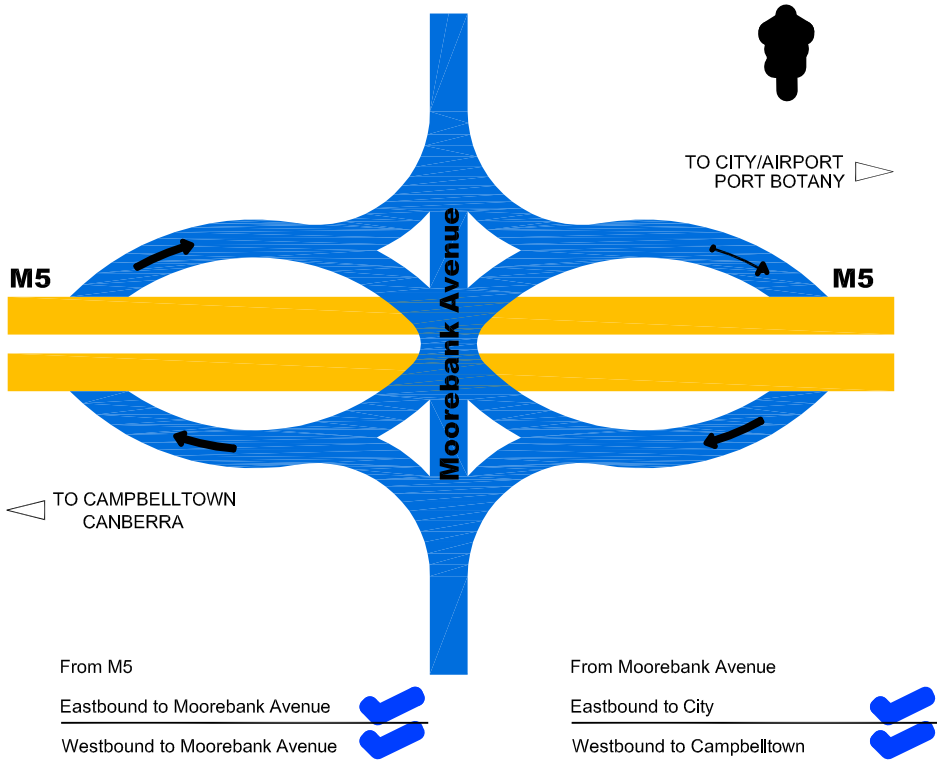 TO CITY/AIRPORT
PORT BOTANY
M5
M5
Moorebank Avenue
TO CAMPBELLTOWN
CANBERRA
From M5
Eastbound to Moorebank Avenue
Westbound to Moorebank Avenue
From Moorebank Avenue
Eastbound to City
Westbound to Campbelltown